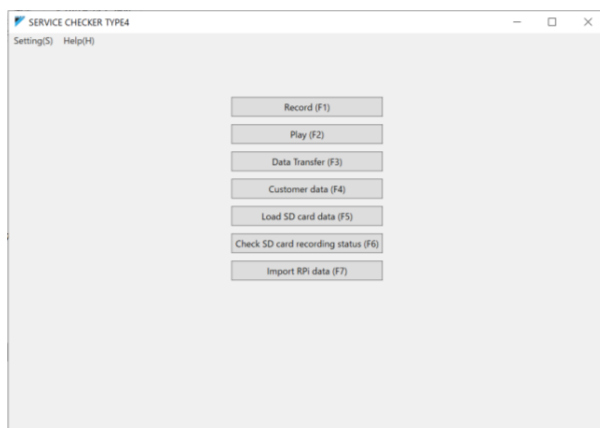 SERVICE CHECKER TYPE4
Setting(S) Help(H)
Record (F1)
Play (F2)
Data Transfer (F3)
Customer data (F4)
Load SD card data (F5)
Check SD card recording status (F6)
Import RPi data (F7)